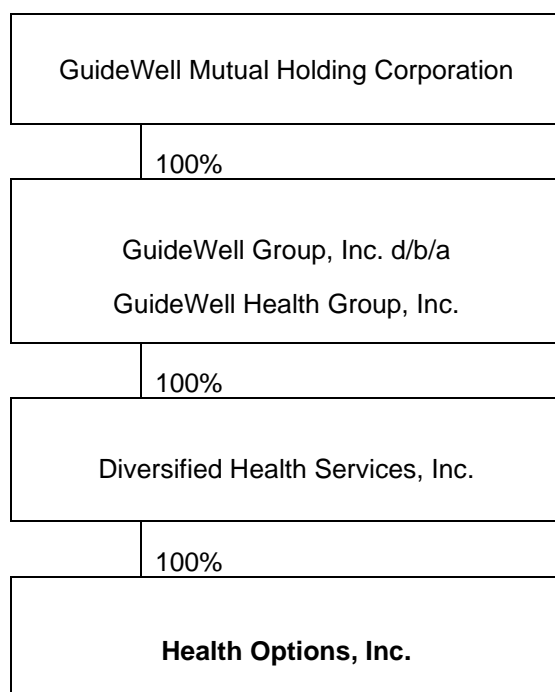 GuideWell Mutual Holding Corporation
100%
GuideWell Group, Inc. d/b/a
GuideWell Health Group, Inc.
100%
Diversified Health Services, Inc.
100%
Health Options, Inc.